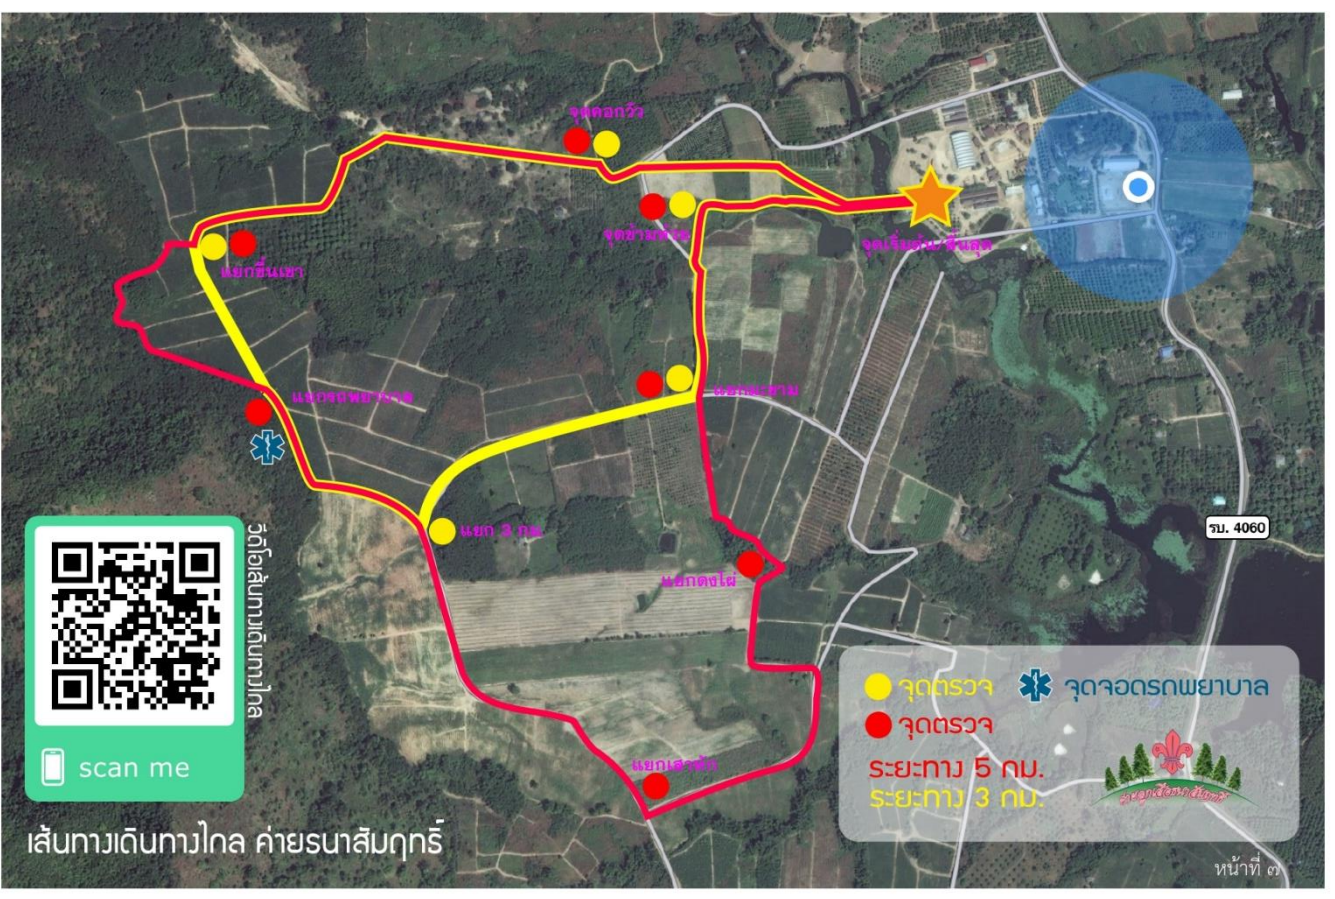 จุดคอกวัว
จุดข้ามห้วย
จุดเริ่มต้น/สิ้นสุด
แยกขึ้นเขา
แยกรถพยาบาล
แยกมะขาม
แยก 3 กม.
แยกดงไผ่
รบ. 4060
วีดีโอเส้นทางเดินทางไกล
scan me
แยกเสาหัก
จุดตรวจ
จุดจอดรถพยาบาล
จุดตรวจ
ระยะทาง 5 กม.
ระยะทาง 3 กม.
เส้นทางเดินทางไกล ค่ายธนาสัมฤทธิ์
หน้าที่ ๗